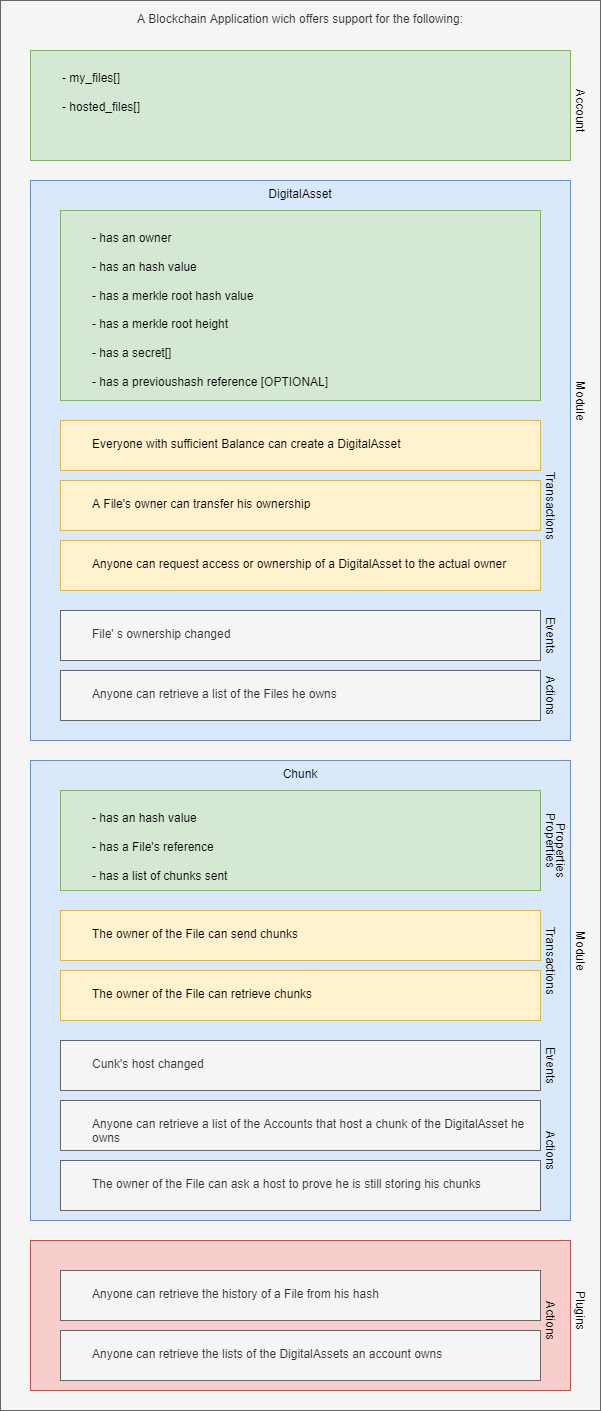 A Blockchain Application wich offers support for the following:
- my_files[]
- hosted_files[]
Account
DigitalAsset
- has an owner
- has an hash value
- has a merkle root hash value
- has a merkle root height
- has a secret[]
- has a previoushash reference [OPTIONAL]
Module
Everyone with sufficient Balance can create a DigitalAsset
A File's owner can transfer his ownership
Transactions
Anyone can request access or ownership of a DigitalAsset to the actual owner
File' s ownership changed
Events
Anyone can retrieve a list of the Files he owns
Actions
Chunk
- has an hash value
- has a File's reference
- has a list of chunks sent
Properties
Properties
The owner of the File can send chunks
Transactions
Module
The owner of the File can retrieve chunks
Cunk's host changed
Events
Anyone can retrieve a list of the Accounts that host a chunk of the DigitalAsset he
owns
Actions
The owner of the File can ask a host to prove he is still storing his chunks
Anyone can retrieve the history of a File from his hash
Actions
Plugins
Anyone can retrieve the lists of the DigitalAssets an account owns